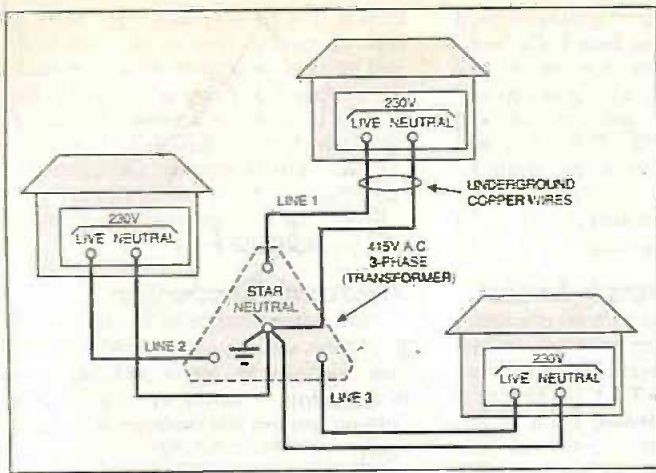 230V
LIVE NEUTRAL
UNDERGROUND
COPPER WIRES
LINE 1
230V
LIVE NEUTRAL
415V A.C.
3-PHASE
(TRANSFORMER)
STAR
NEUTRAL
LINE 2
230V
LIVE NEUTRAL
LINE 3